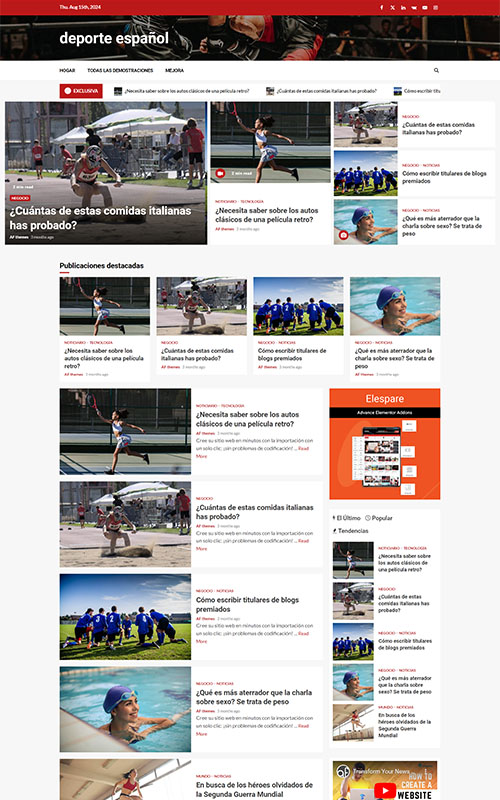 Thu. Aug 15th, 2024
deporte español
HOGAR TODAS LAS DEMOSTRACIONES MEJORA
EXCLUSIVA
¿Necesita saber sobre los autos clásicos de una película retro?
¿Cuántas de estas comidas italianas has probado?
Cómo escribir titu
2 min read
NEGOCIO
¿Cuántas de estas comidas italianas
has probado?
AF themes 3 months ago
2 min read
NOTICIARIO TECNOLOGÍA
¿Necesita saber sobre los autos
clásicos de una película retro?
AF themes 3 months ago
NEGOCIO
¿Cuántas de estas comidas
italianas has probado?
NEGOCIO NOTICIAS
Cómo escribir titulares de blogs
premiados
NEGOCIO NOTICIAS
¿Qué es más aterrador que la
charla sobre sexo? Se trata de
peso
Publicaciones destacadas
NOTICIARIO TECNOLOGÍA
¿Necesita saber sobre los
autos clásicos de una película
retro?
AF themes 3 months ago
NEGOCIO
¿Cuántas de estas comidas
italianas has probado?
AF themes 3 months ago
NEGOCIO NOTICIAS
Cómo escribir titulares de
blogs premiados
AF themes 3 months ago
NEGOCIO NOTICIAS
¿Qué es más aterrador que la
charla sobre sexo? Se trata de
peso
AF themes 3 months ago
NOTICIARIO TECNOLOGÍA
¿Necesita saber sobre los autos
clásicos de una película retro?
AF themes 3 months ago
Cree su sitio web en minutos con la importación con
un solo clic, ¡sin problemas de codificación! ... Read
More
NEGOCIO
¿Cuántas de estas comidas italianas
has probado?
AF themes 3 months ago
Cree su sitio web en minutos con la importación con
un solo clic, ¡sin problemas de codificación! ... Read
More
NEGOCIO NOTICIAS
Cómo escribir titulares de blogs
premiados
AF themes 3 months ago
Cree su sitio web en minutos con la importación con
un solo clic, ¡sin problemas de codificación! ... Read
More
NEGOCIO NOTICIAS
¿Qué es más aterrador que la charla
sobre sexo? Se trata de peso
AF themes 3 months ago
Cree su sitio web en minutos con la importación con
un solo clic, ¡sin problemas de codificación! ... Read
More
MUNDO NOTICIAS
En busca de los héroes olvidados de
la Segunda Guerra Mundial
Elespare
Advance Elementor Addons
El Último Popular
Tendencias
NOTICIARIO TECNOLOGÍA
¿Necesita saber sobre
los autos clásicos de
una película retro?
NEGOCIO
¿Cuántas de estas
comidas italianas has
probado?
NEGOCIO NOTICIAS
Cómo escribir titulares
de blogs premiados
NEGOCIO NOTICIAS
¿Qué es más aterrador
que la charla sobre
sexo? Se trata de peso
MUNDO NOTICIAS
En busca de los héroes
olvidados de la
Segunda Guerra
Mundial
Transform Your News
HOW TO
CREATE A
WEBSITE